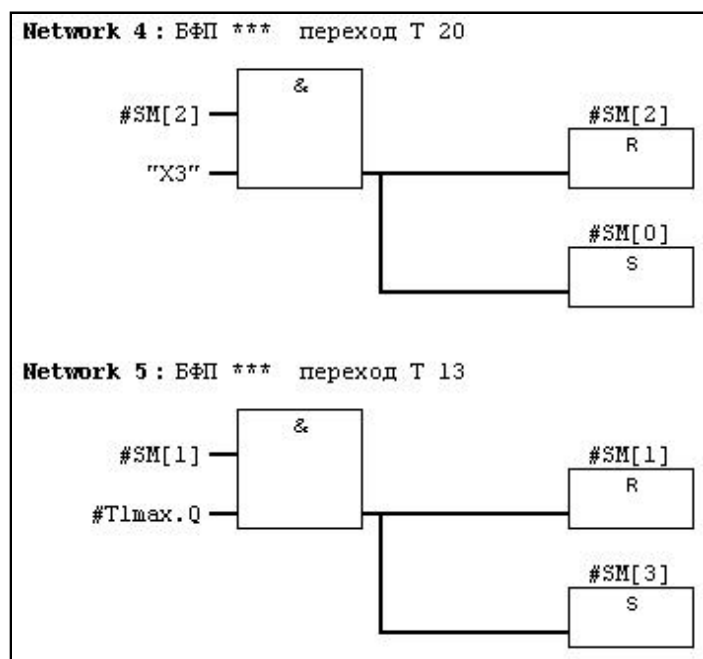 Network 4 : БФП *** переход Т 20
&
#SM[2]
"X3"
#SM[2]
R
#SM[0]
S
Network 5 : БФП *** переход Т 13
&
#SM[1]
#T1max.Q
#SM[1]
R
#SM[3]
S